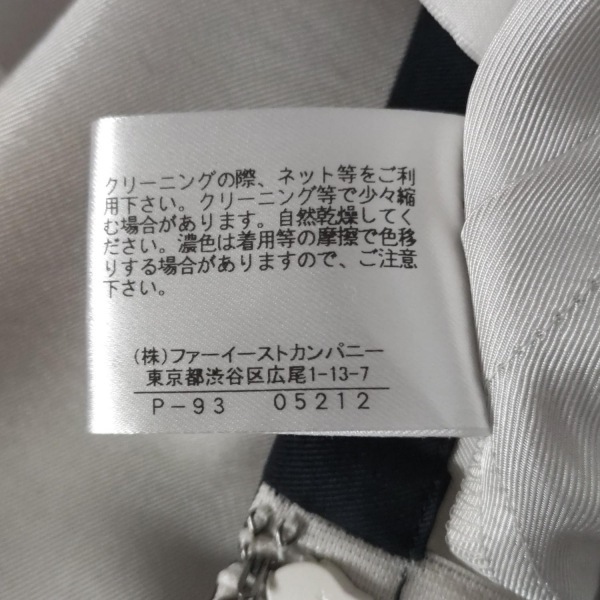 クリーニングの際、ネット等をご利
用下さい。クリーニング等で少々縮
む場合があります。自然乾燥してく
ださい。濃色は着用等の摩擦で色移
りする場合がありますので、ご注意
下さい。
(株)ファーイーストカンパニー
東京都渋谷区広尾1-13-7
P-93 05212